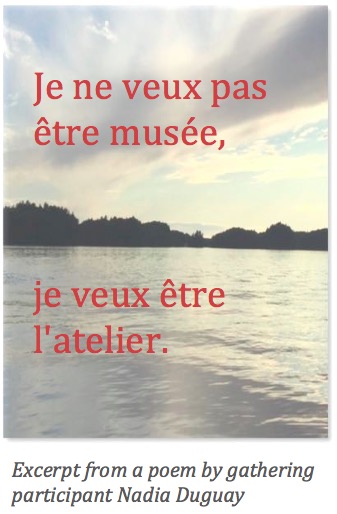 Je ne veux pas
être musée,
je veux être
l'atelier.
Excerpt from a poem by gathering
participant Nadia Duguay